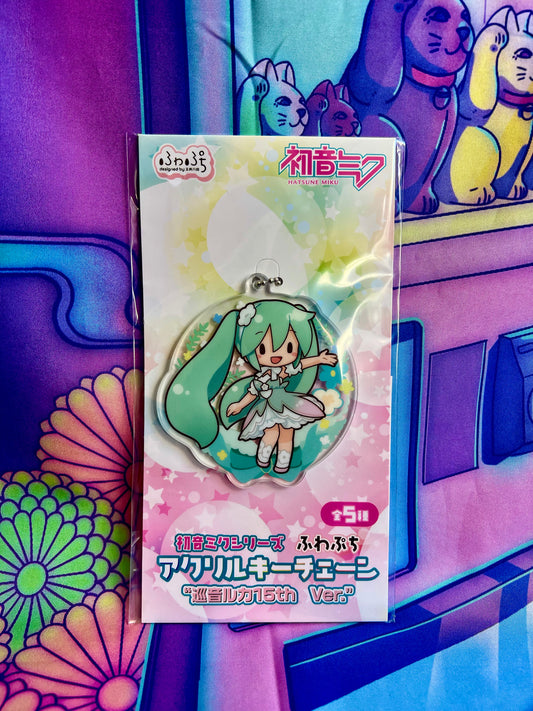 ふわぷち
初音ミク
designed by
HATSUNE MIKU
全5種
初音ミクシリーズ ふわぷち
アクリルキーチェーン
"巡音ルカ15th Ver."